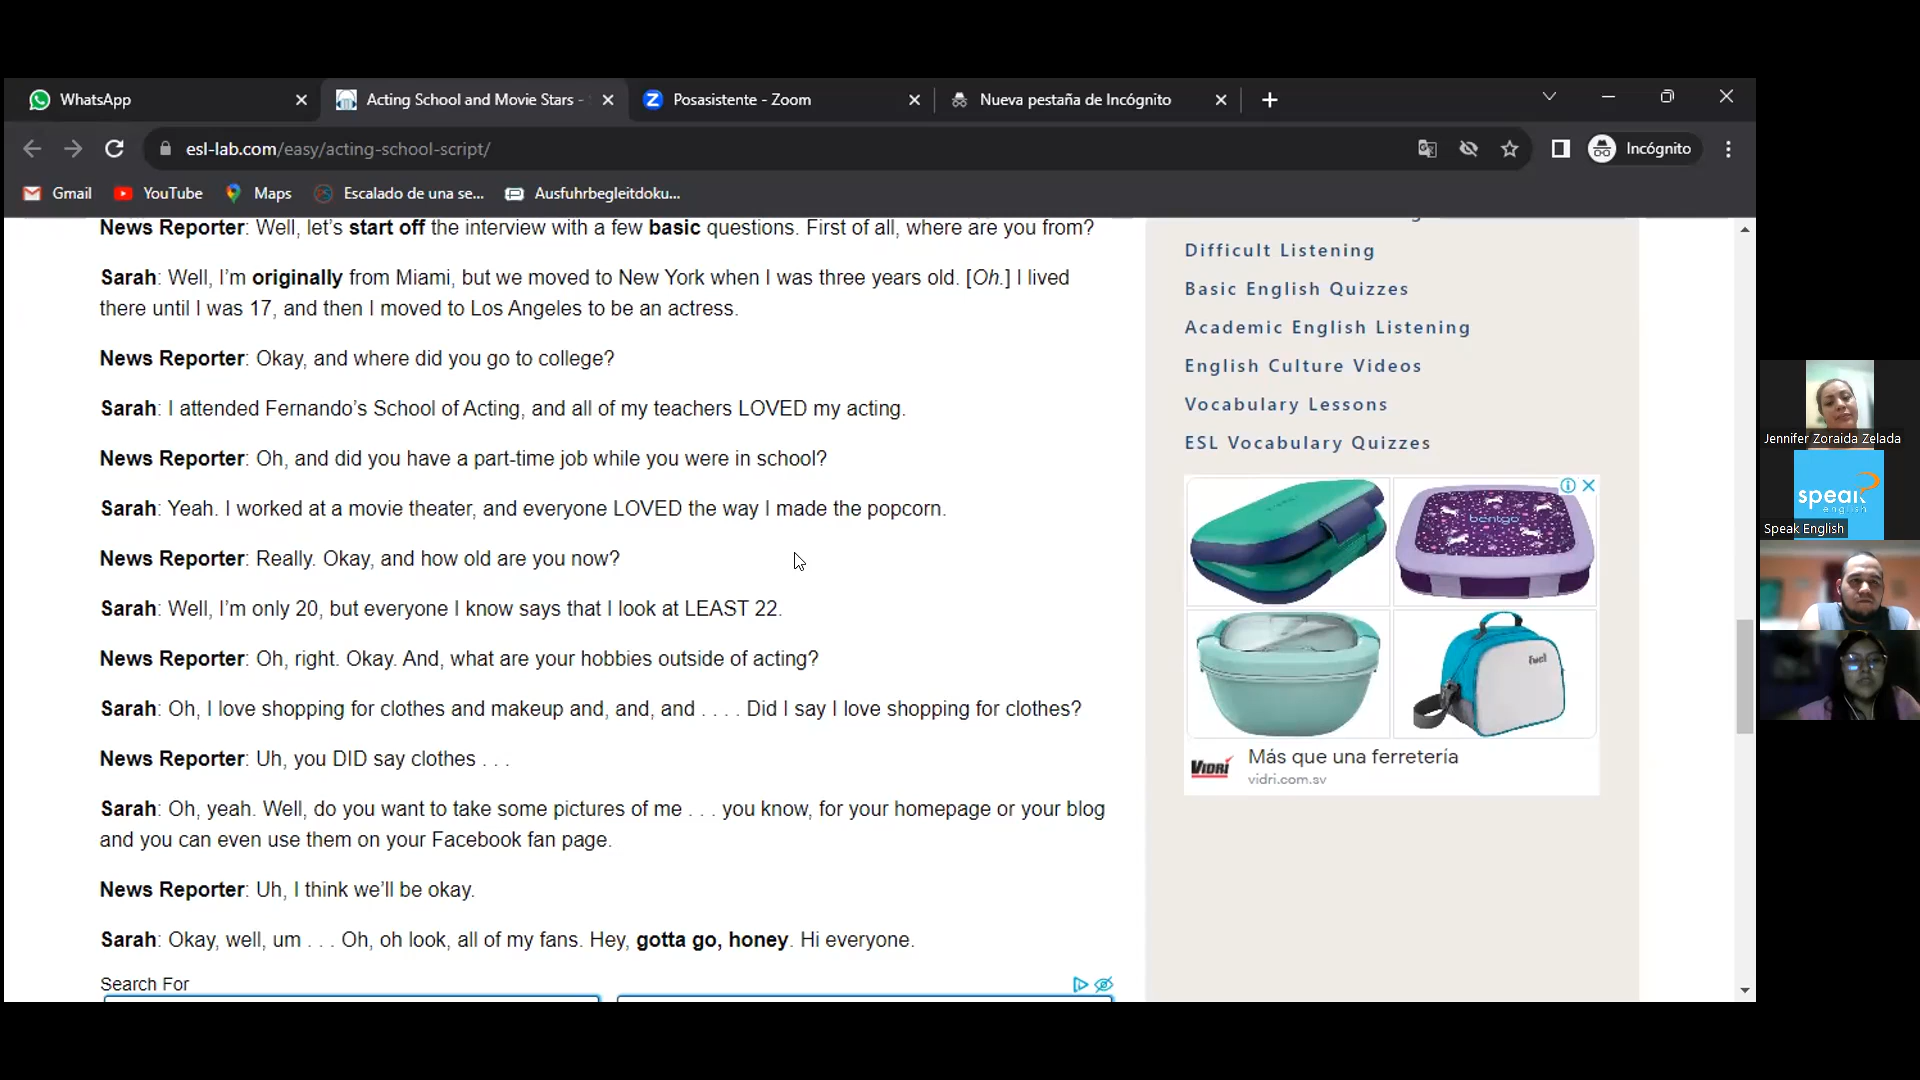 WhatsApp
Acting School and Movie Stars -
Posasistente - Zoom
Nueva pestaña de Incógnito
esl-lab.com/easy/acting-school-script/
Incógnito
Gmail
YouTube
Maps
Escalado de una se...
Ausfuhrbegleitdoku...
News Reporter: Well, let’s start off the interview with a few basic questions. First of all, where are you from?
Sarah: Well, I’m originally from Miami, but we moved to New York when I was three years old. [Oh.] I lived
there until I was 17, and then I moved to Los Angeles to be an actress.
News Reporter: Okay, and where did you go to college?
Sarah: I attended Fernando’s School of Acting, and all of my teachers LOVED my acting.
News Reporter: Oh, and did you have a part-time job while you were in school?
Sarah: Yeah. I worked at a movie theater, and everyone LOVED the way I made the popcorn.
News Reporter: Really. Okay, and how old are you now?
Sarah: Well, I’m only 20, but everyone I know says that I look at LEAST 22.
News Reporter: Oh, right. Okay. And, what are your hobbies outside of acting?
Sarah: Oh, I love shopping for clothes and makeup and, and, and . . . . Did I say I love shopping for clothes?
News Reporter: Uh, you DID say clothes . . .
Sarah: Oh, yeah. Well, do you want to take some pictures of me . . . you know, for your homepage or your blog
and you can even use them on your Facebook fan page.
News Reporter: Uh, I think we’ll be okay.
Sarah: Okay, well, um . . . Oh, oh look, all of my fans. Hey, gotta go, honey. Hi everyone.
Search For
Difficult Listening
Basic English Quizzes
Academic English Listening
English Culture Videos
Vocabulary Lessons
ESL Vocabulary Quizzes
bentgo
Fuel
VIDRÍ
Más que una ferretería
vidri.com.sv
Jennifer Zoraida Zelada
speak
english
Speak English